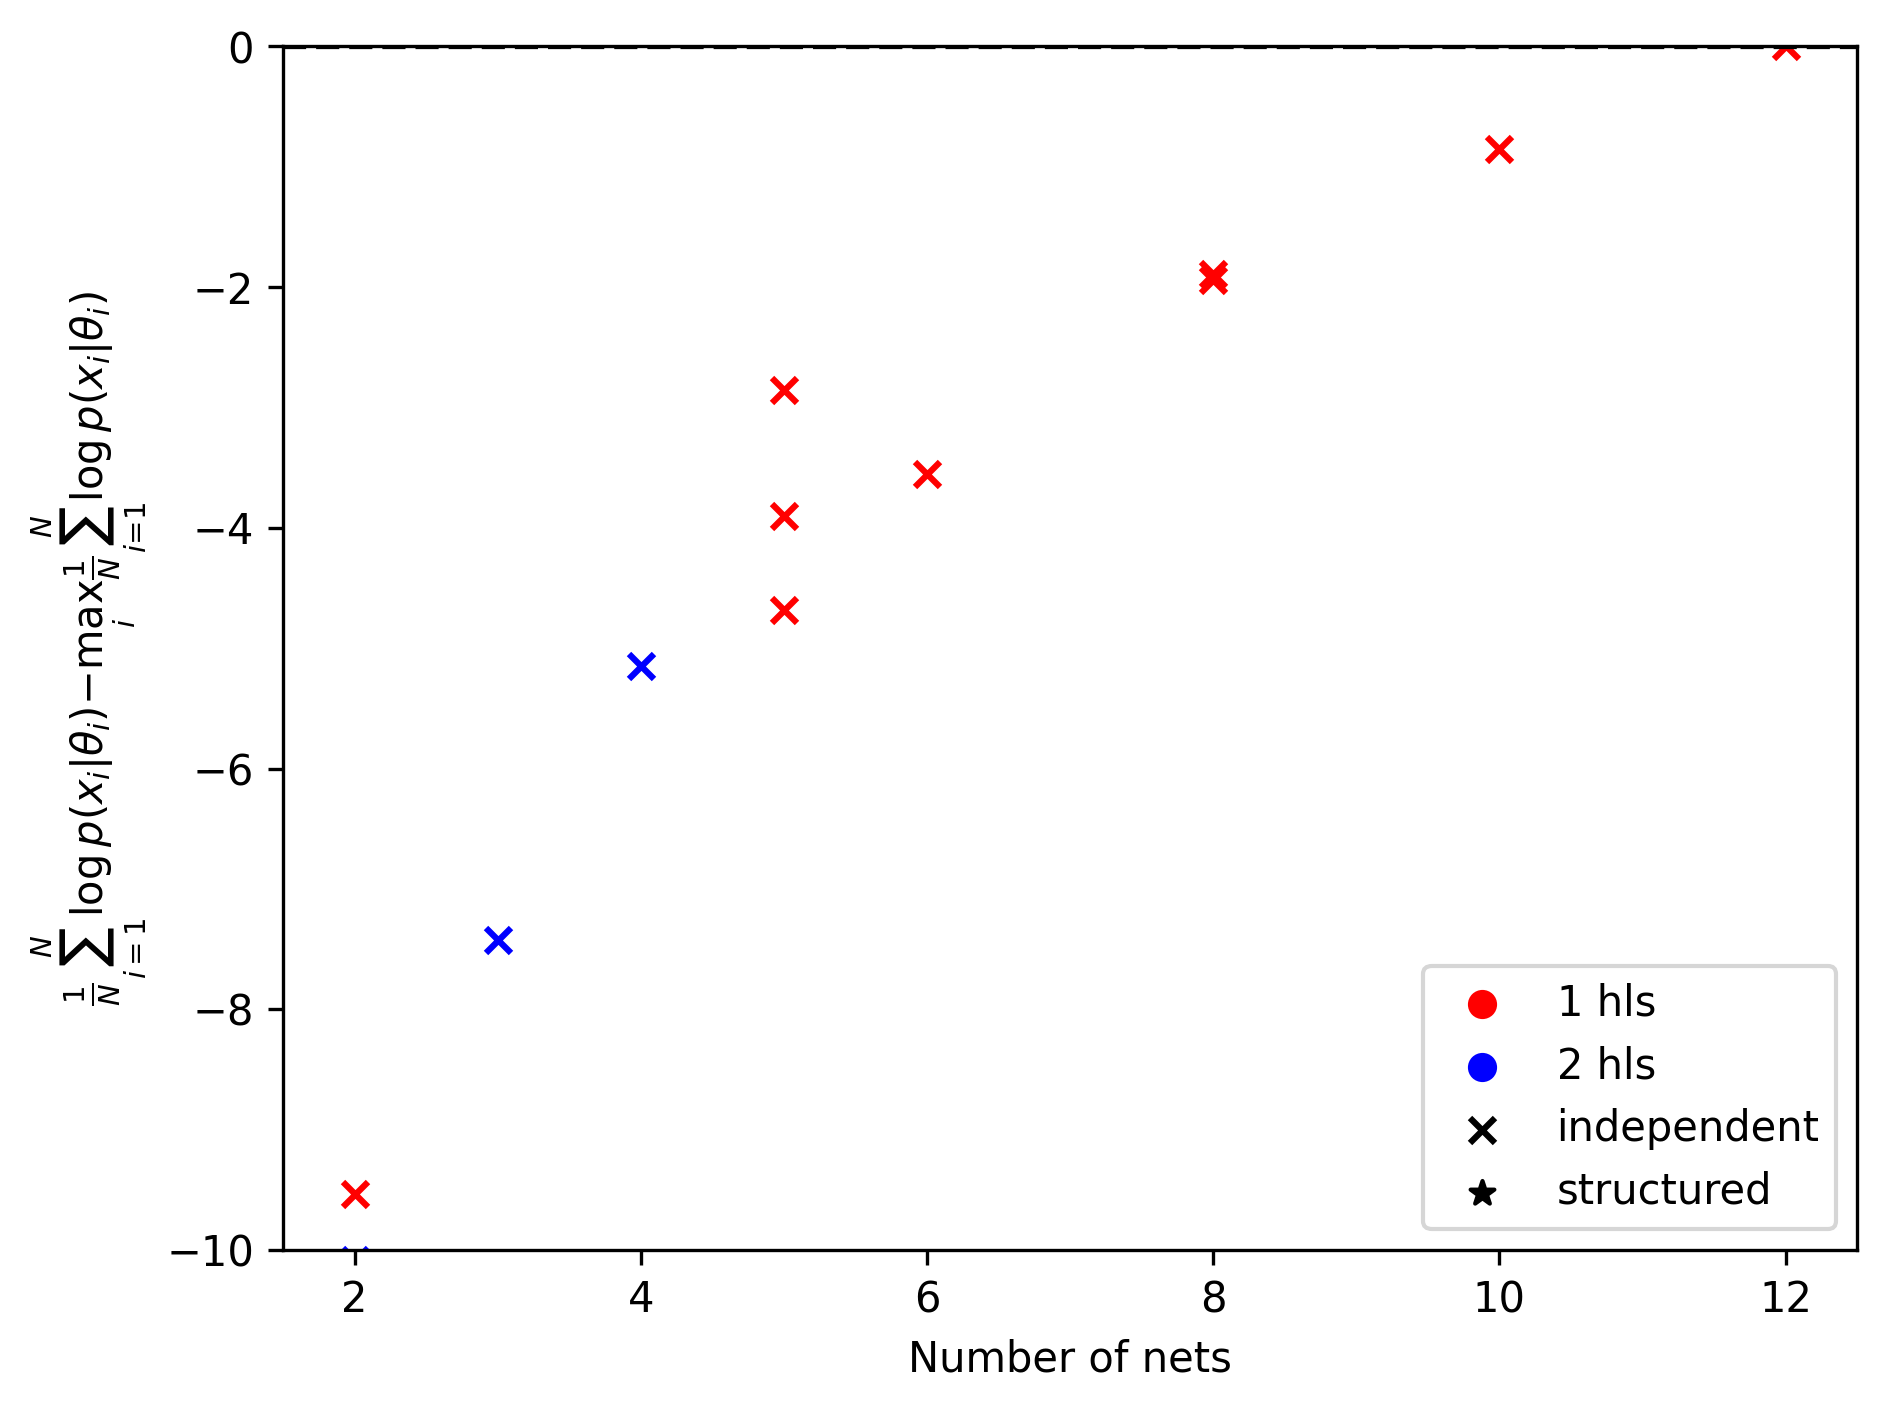 0
−2
−4
−6
−8
−10
2 4 6 8 10 12
Number of nets
$\frac{1}{N}\sum_{i=1}^{N} \log p(x_i|\theta_i) - \max_i \frac{1}{N}\sum_{i=1}^{N} \log p(x_i|\theta_i)$
1 hls
2 hls
independent
structured